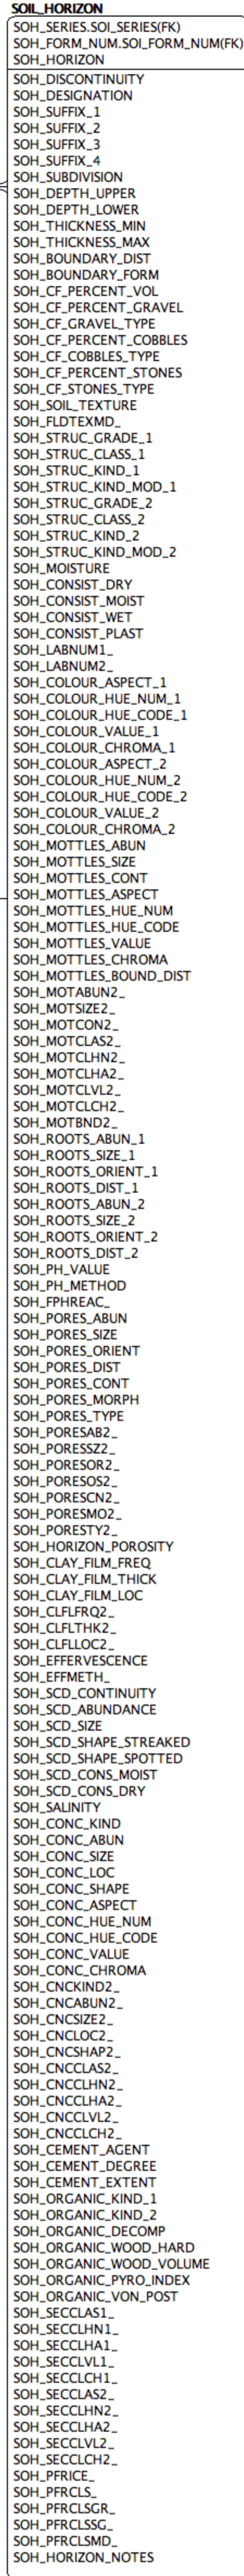 SOIL_HORIZON
SOH_SERIES.SOI_SERIES(FK)
SOH_FORM_NUM.SOI_FORM_NUM(FK)
SOH_HORIZON
SOH_DISCONTINUITY
SOH_DESIGNATION
SOH_SUFFIX_1
SOH_SUFFIX_2
SOH_SUFFIX_3
SOH_SUFFIX_4
SOH_SUBDIVISION
SOH_DEPTH_UPPER
SOH_DEPTH_LOWER
SOH_THICKNESS_MIN
SOH_THICKNESS_MAX
SOH_BOUNDARY_DIST
SOH_BOUNDARY_FORM
SOH_CF_PERCENT_VOL
SOH_CF_PERCENT_GRAVEL
SOH_CF_GRAVEL_TYPE
SOH_CF_PERCENT_COBBLES
SOH_CF_COBBLES_TYPE
SOH_CF_PERCENT_STONES
SOH_CF_STONES_TYPE
SOH_SOIL_TEXTURE
SOH_FLDTEXMD_
SOH_STRUC_GRADE_1
SOH_STRUC_CLASS_1
SOH_STRUC_KIND_1
SOH_STRUC_KIND_MOD_1
SOH_STRUC_GRADE_2
SOH_STRUC_CLASS_2
SOH_STRUC_KIND_2
SOH_STRUC_KIND_MOD_2
SOH_MOISTURE
SOH_CONSIST_DRY
SOH_CONSIST_MOIST
SOH_CONSIST_WET
SOH_CONSIST_PLAST
SOH_LABNUM1_
SOH_LABNUM2_
SOH_COLOUR_ASPECT_1
SOH_COLOUR_HUE_NUM_1
SOH_COLOUR_HUE_CODE_1
SOH_COLOUR_VALUE_1
SOH_COLOUR_CHROMA_1
SOH_COLOUR_ASPECT_2
SOH_COLOUR_HUE_NUM_2
SOH_COLOUR_HUE_CODE_2
SOH_COLOUR_VALUE_2
SOH_COLOUR_CHROMA_2
SOH_MOTTLES_ABUN
SOH_MOTTLES_SIZE
SOH_MOTTLES_CONT
SOH_MOTTLES_ASPECT
SOH_MOTTLES_HUE_NUM
SOH_MOTTLES_HUE_CODE
SOH_MOTTLES_VALUE
SOH_MOTTLES_CHROMA
SOH_MOTTLES_BOUND_DIST
SOH_MOTABUN2_
SOH_MOTSIZE2_
SOH_MOTCON2_
SOH_MOTCLAS2_
SOH_MOTCLHN2_
SOH_MOTCLHA2_
SOH_MOTCLVL2_
SOH_MOTCLCH2_
SOH_MOTBND2_
SOH_ROOTS_ABUN_1
SOH_ROOTS_SIZE_1
SOH_ROOTS_ORIENT_1
SOH_ROOTS_DIST_1
SOH_ROOTS_ABUN_2
SOH_ROOTS_SIZE_2
SOH_ROOTS_ORIENT_2
SOH_ROOTS_DIST_2
SOH_PH_VALUE
SOH_PH_METHOD
SOH_FPHREAC_
SOH_PORES_ABUN
SOH_PORES_SIZE
SOH_PORES_ORIENT
SOH_PORES_DIST
SOH_PORES_CONT
SOH_PORES_MORPH
SOH_PORES_TYPE
SOH_PORESAB2_
SOH_PORESSZ2_
SOH_PORESOR2_
SOH_PORESOS2_
SOH_PORESCN2_
SOH_PORESMO2_
SOH_PORESTY2_
SOH_HORIZON_POROSITY
SOH_CLAY_FILM_FREQ
SOH_CLAY_FILM_THICK
SOH_CLAY_FILM_LOC
SOH_CLFLFRQ2_
SOH_CLFLTHK2_
SOH_CLFLLOC2_
SOH_EFFERVESCENCE
SOH_EFFMETH_
SOH_SCD_CONTINUITY
SOH_SCD_ABUNDANCE
SOH_SCD_SIZE
SOH_SCD_SHAPE_STREAKED
SOH_SCD_SHAPE_SPOTTED
SOH_SCD_CONS_MOIST
SOH_SCD_CONS_DRY
SOH_SALINITY
SOH_CONC_KIND
SOH_CONC_ABUN
SOH_CONC_SIZE
SOH_CONC_LOC
SOH_CONC_SHAPE
SOH_CONC_ASPECT
SOH_CONC_HUE_NUM
SOH_CONC_HUE_CODE
SOH_CONC_VALUE
SOH_CONC_CHROMA
SOH_CNCKIND2_
SOH_CNCABUN2_
SOH_CNCSIZE2_
SOH_CNCLOC2_
SOH_CNCSHAP2_
SOH_CNCCLAS2_
SOH_CNCCLHN2_
SOH_CNCCLHA2_
SOH_CNCCLVL2_
SOH_CNCCLCH2_
SOH_CEMENT_AGENT
SOH_CEMENT_DEGREE
SOH_CEMENT_EXTENT
SOH_ORGANIC_KIND_1
SOH_ORGANIC_KIND_2
SOH_ORGANIC_DECOMP
SOH_ORGANIC_WOOD_HARD
SOH_ORGANIC_WOOD_VOLUME
SOH_ORGANIC_PYRO_INDEX
SOH_ORGANIC_VON_POST
SOH_SECCLAS1_
SOH_SECCLHN1_
SOH_SECCLHA1_
SOH_SECCLVL1_
SOH_SECCLCH1_
SOH_SECCLAS2_
SOH_SECCLHN2_
SOH_SECCLHA2_
SOH_SECCLVL2_
SOH_SECCLCH2_
SOH_PFRICE_
SOH_PFRCLS_
SOH_PFRCLSGR_
SOH_PFRCLSSG_
SOH_PFRCLSMD_
SOH_HORIZON_NOTES